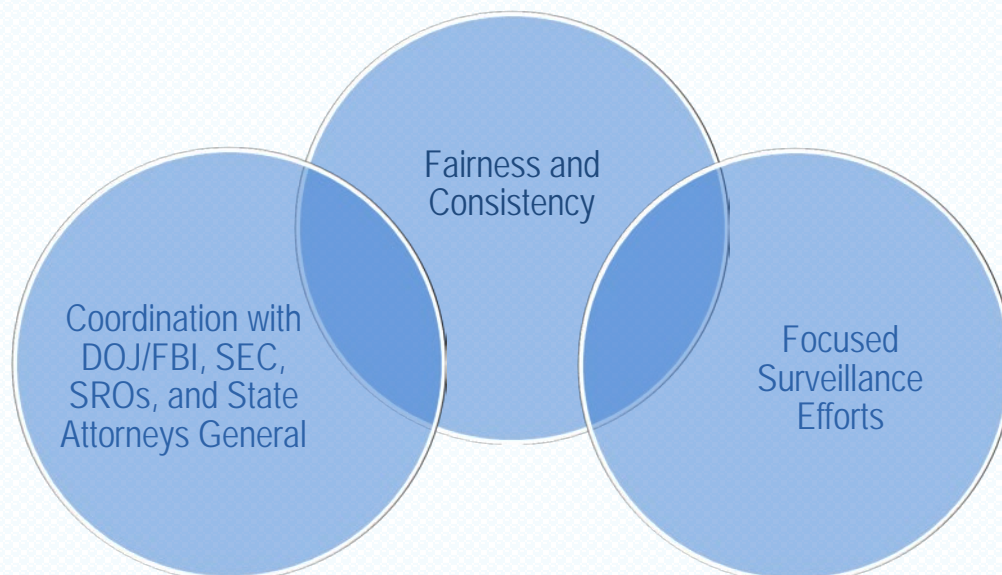 Fairness and
Consistency
Coordination with
DOJ/FBI, SEC,
SROs, and State
Attorneys General
Focused
Surveillance
Efforts